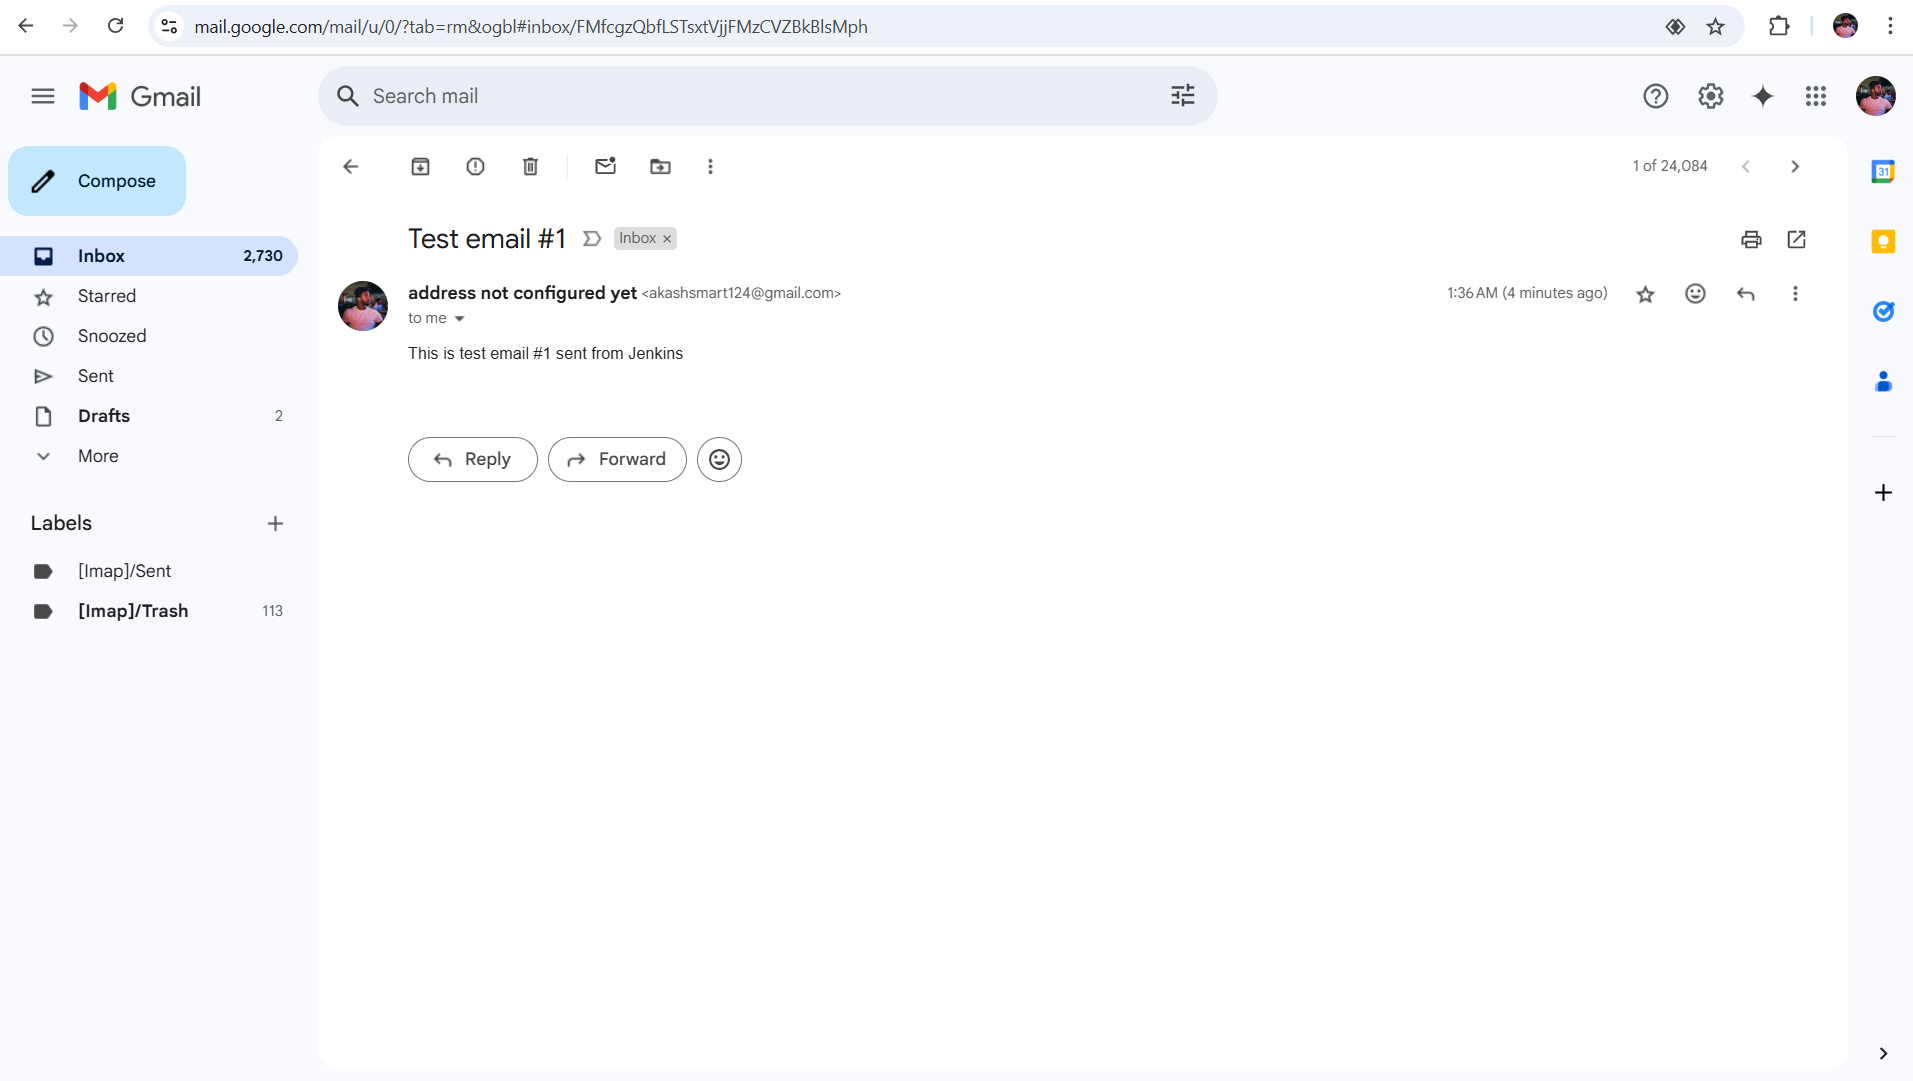 mail.google.com/mail/u/0/?tab=rm&ogbl#inbox/FMfcgzQbfLSTsxtVjjFMzCVZBkBlsMph
Gmail
Search mail
Compose
1 of 24,084
31
Test email #1 Inbox ×
Inbox 2,730
address not configured yet <akashsmart124@gmail.com> 1:36 AM (4 minutes ago)
Starred
to me
Snoozed
This is test email #1 sent from Jenkins
Sent
Drafts 2
More
Reply Forward
Labels
[Imap]/Sent
[Imap]/Trash 113